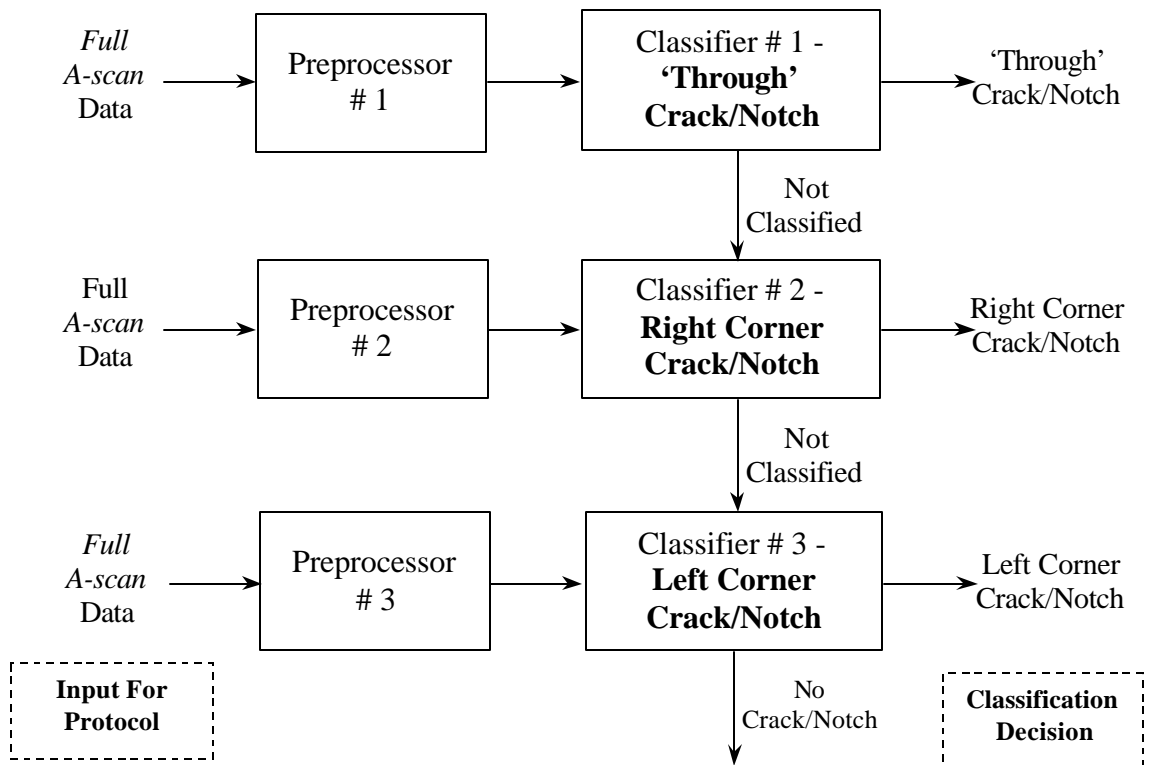 Full
A-scan
Data
Preprocessor
# 1
Classifier # 1 -
‘Through’
Crack/Notch
‘Through’
Crack/Notch
Not
Classified
Full
A-scan
Data
Preprocessor
# 2
Classifier # 2 -
Right Corner
Crack/Notch
Right Corner
Crack/Notch
Not
Classified
Full
A-scan
Data
Preprocessor
# 3
Classifier # 3 -
Left Corner
Crack/Notch
Left Corner
Crack/Notch
Input For
Protocol
No
Crack/Notch
Classification
Decision